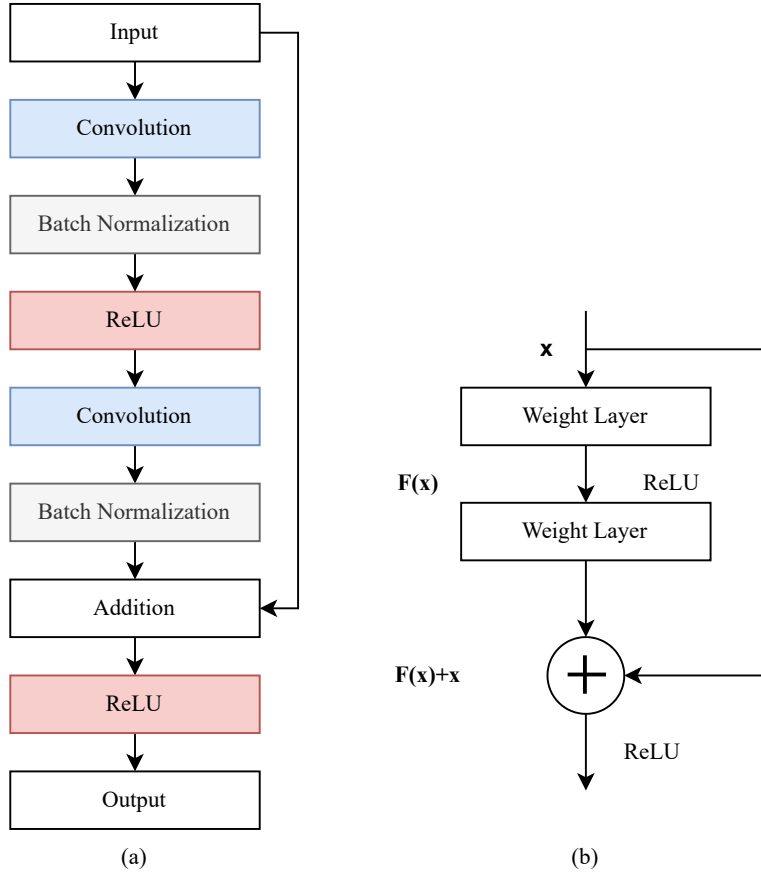 Input
Convolution
Batch Normalization
ReLU
Convolution
Batch Normalization
Addition
ReLU
Output
(a)
x
Weight Layer
F(x)
ReLU
Weight Layer
F(x)+x
ReLU
(b)